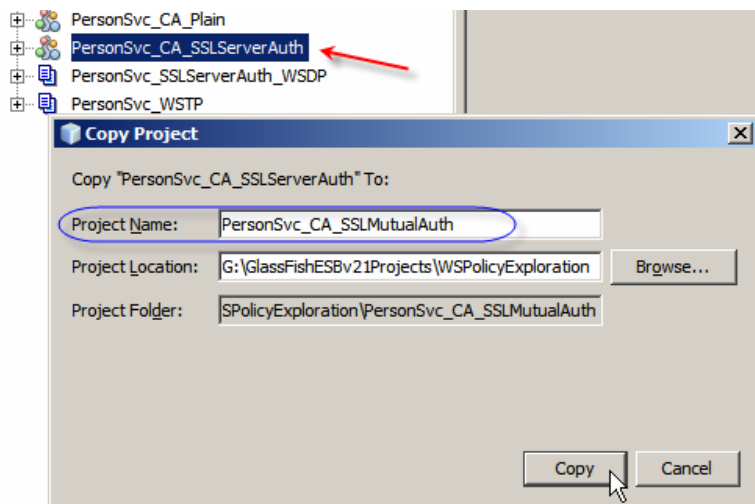 PersonSvc_CA_Plain
PersonSvc_CA_SSLServerAuth
PersonSvc_SSLServerAuth_WSDP
PersonSvc_WSTP
Copy Project
Copy "PersonSvc_CA_SSLServerAuth" To:
Project Name: PersonSvc_CA_SSLMutualAuth
Project Location: G:\GlassFishESBv21Projects\WSPolicyExploration Browse...
Project Folder: SPolicyExploration\PersonSvc_CA_SSLMutualAuth
Copy Cancel